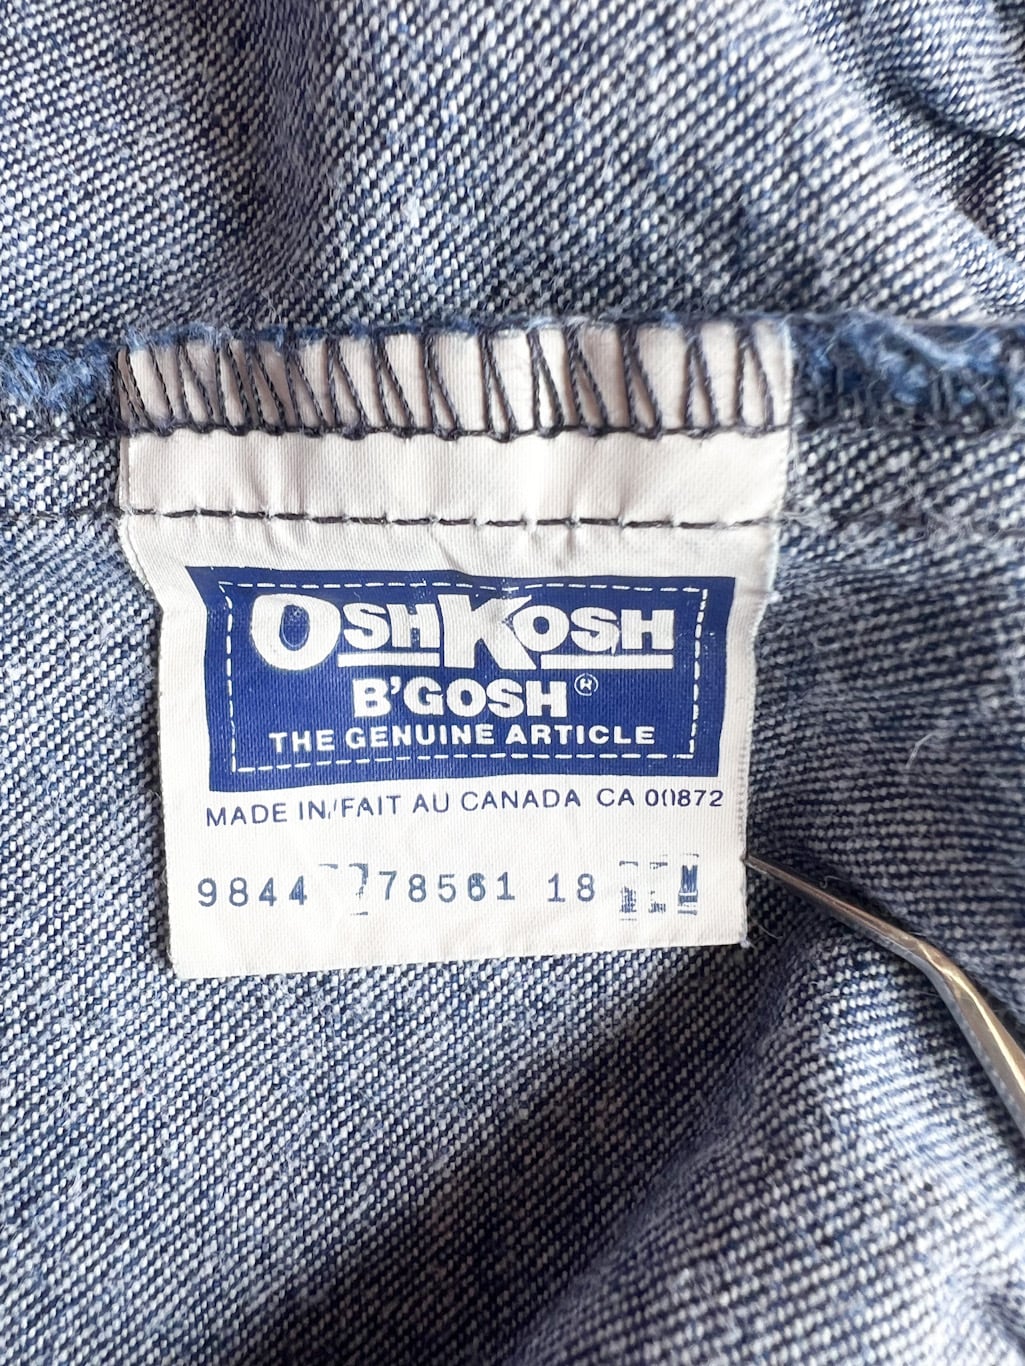 OSHKOSH
B'GOSH®
THE GENUINE ARTICLE
MADE IN/FAIT AU CANADA CA 00872
9844 78561 18 M